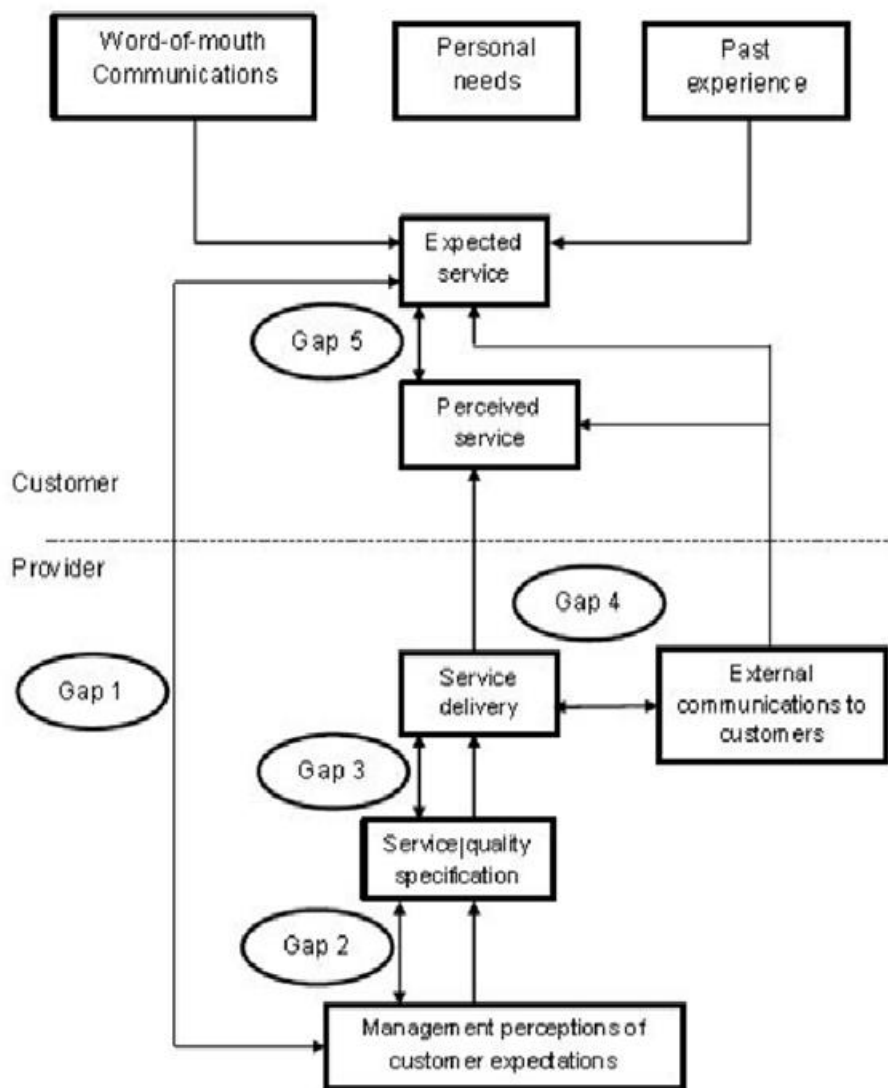 Word-of-mouth
Communications
Personal
needs
Past
experience
Expected
service
Gap 5
Perceived
service
Customer
Provider
Gap 4
Gap 1
Service
delivery
External
communications to
customers
Gap 3
Service|quality
specification
Gap 2
Management perceptions of
customer expectations